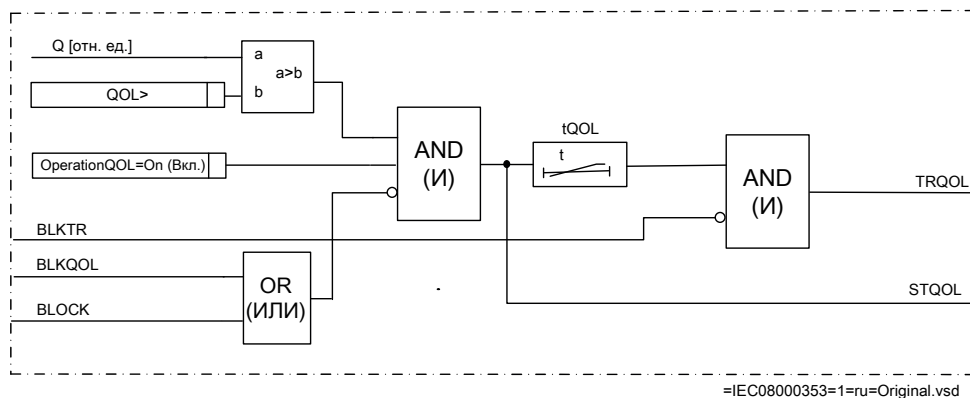 Q [отн. ед.]
a
a>b
b
QOL>
OperationQOL=On (Вкл.)
AND
(И)
tQOL
t
AND
(И)
TRQOL
BLKTR
BLKQOL
OR
(ИЛИ)
BLOCK
STQOL
=IEC08000353=1=ru=Original.vsd